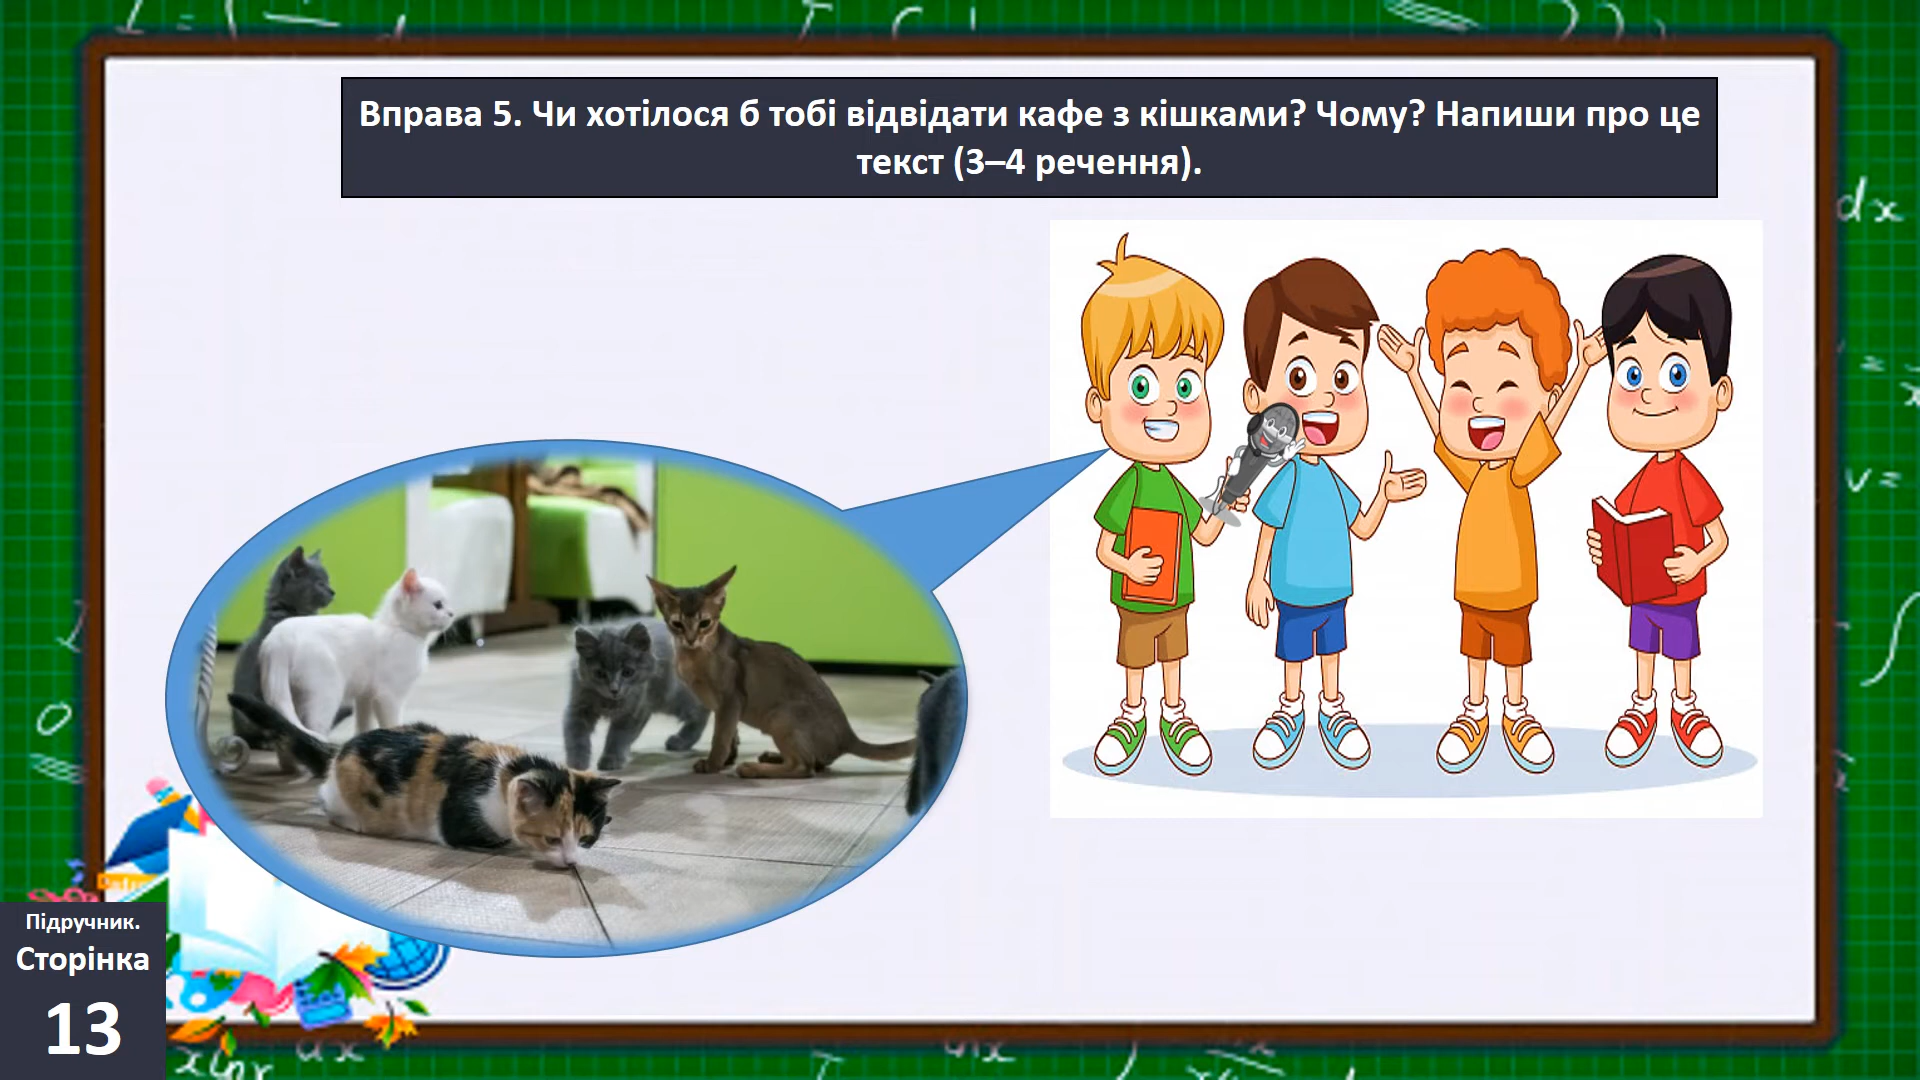 Вправа 5. Чи хотілося б тобі відвідати кафе з кішками? Чому? Напиши про це
текст (3–4 речення).
dx
v=
Підручник.
Сторінка
13